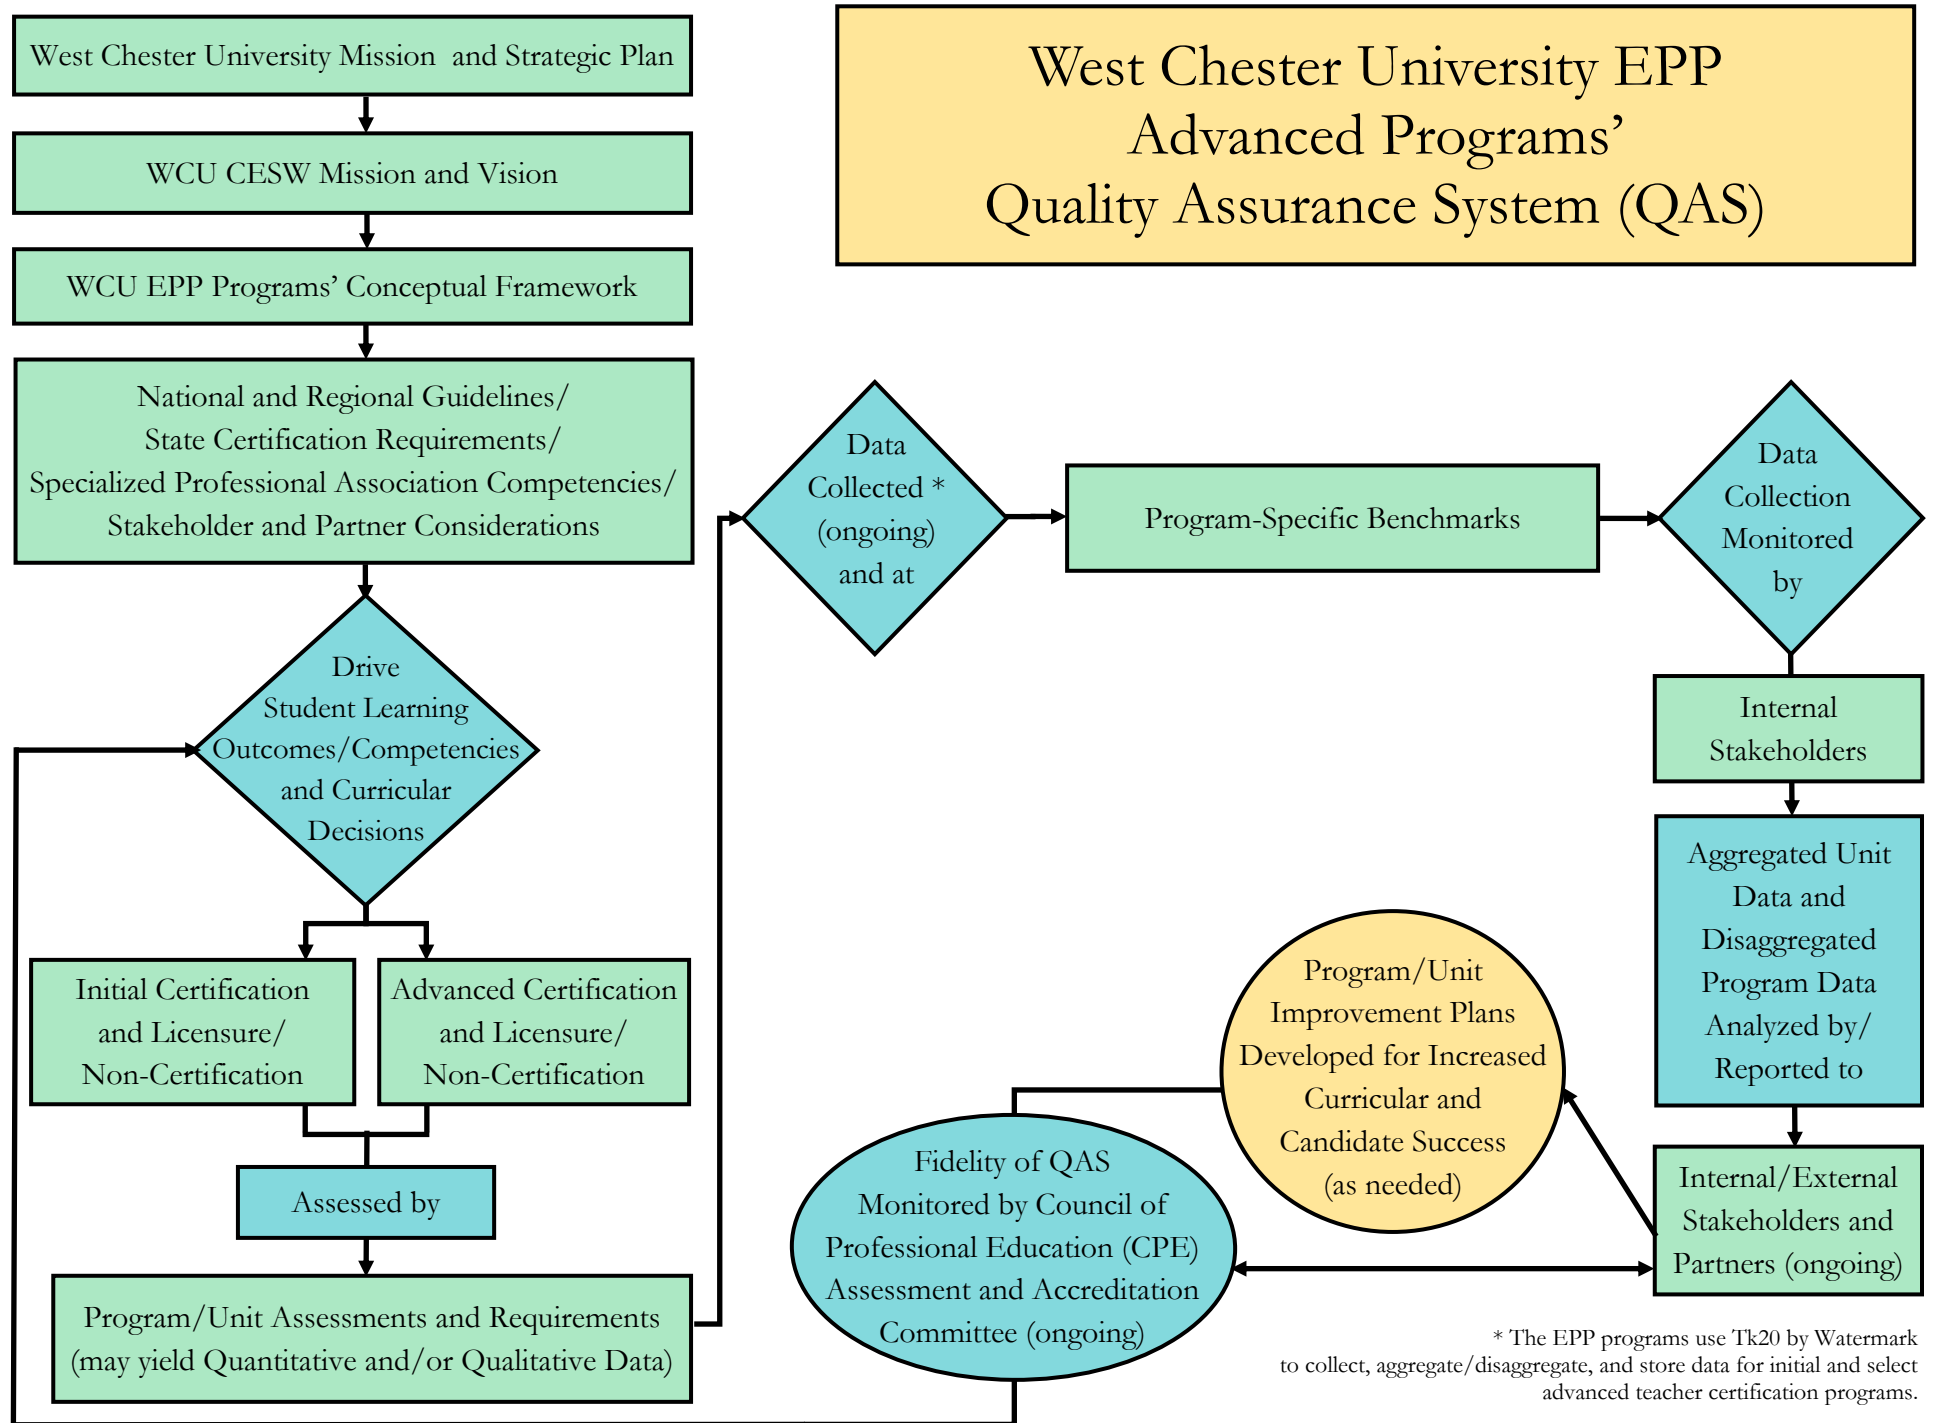 West Chester University Mission  and Strategic Plan
West Chester University EPP
Advanced Programs’
Quality Assurance System (QAS)
WCU CESW Mission and Vision
WCU EPP Programs’ Conceptual Framework
National and Regional Guidelines/
State Certification Requirements/
Specialized Professional Association Competencies/
Stakeholder and Partner Considerations
Drive
Student Learning
Outcomes/Competencies
and Curricular
Decisions
Initial Certification
and Licensure/
Non-Certification
Advanced Certification
and Licensure/
Non-Certification
Assessed by
Program/Unit Assessments and Requirements
(may yield Quantitative and/or Qualitative Data)
Data
Collected *
(ongoing)
and at
Program-Specific Benchmarks
Data
Collection
Monitored
by
Internal
Stakeholders
Aggregated Unit
Data and
Disaggregated
Program Data
Analyzed by/
Reported to
Internal/External
Stakeholders and
Partners (ongoing)
Program/Unit
Improvement Plans
Developed for Increased
Curricular and
Candidate Success
(as needed)
Fidelity of QAS
Monitored by Council of
Professional Education (CPE)
Assessment and Accreditation
Committee (ongoing)
* The EPP programs use Tk20 by Watermark
to collect, aggregate/disaggregate, and store data for initial and select
advanced teacher certification programs.